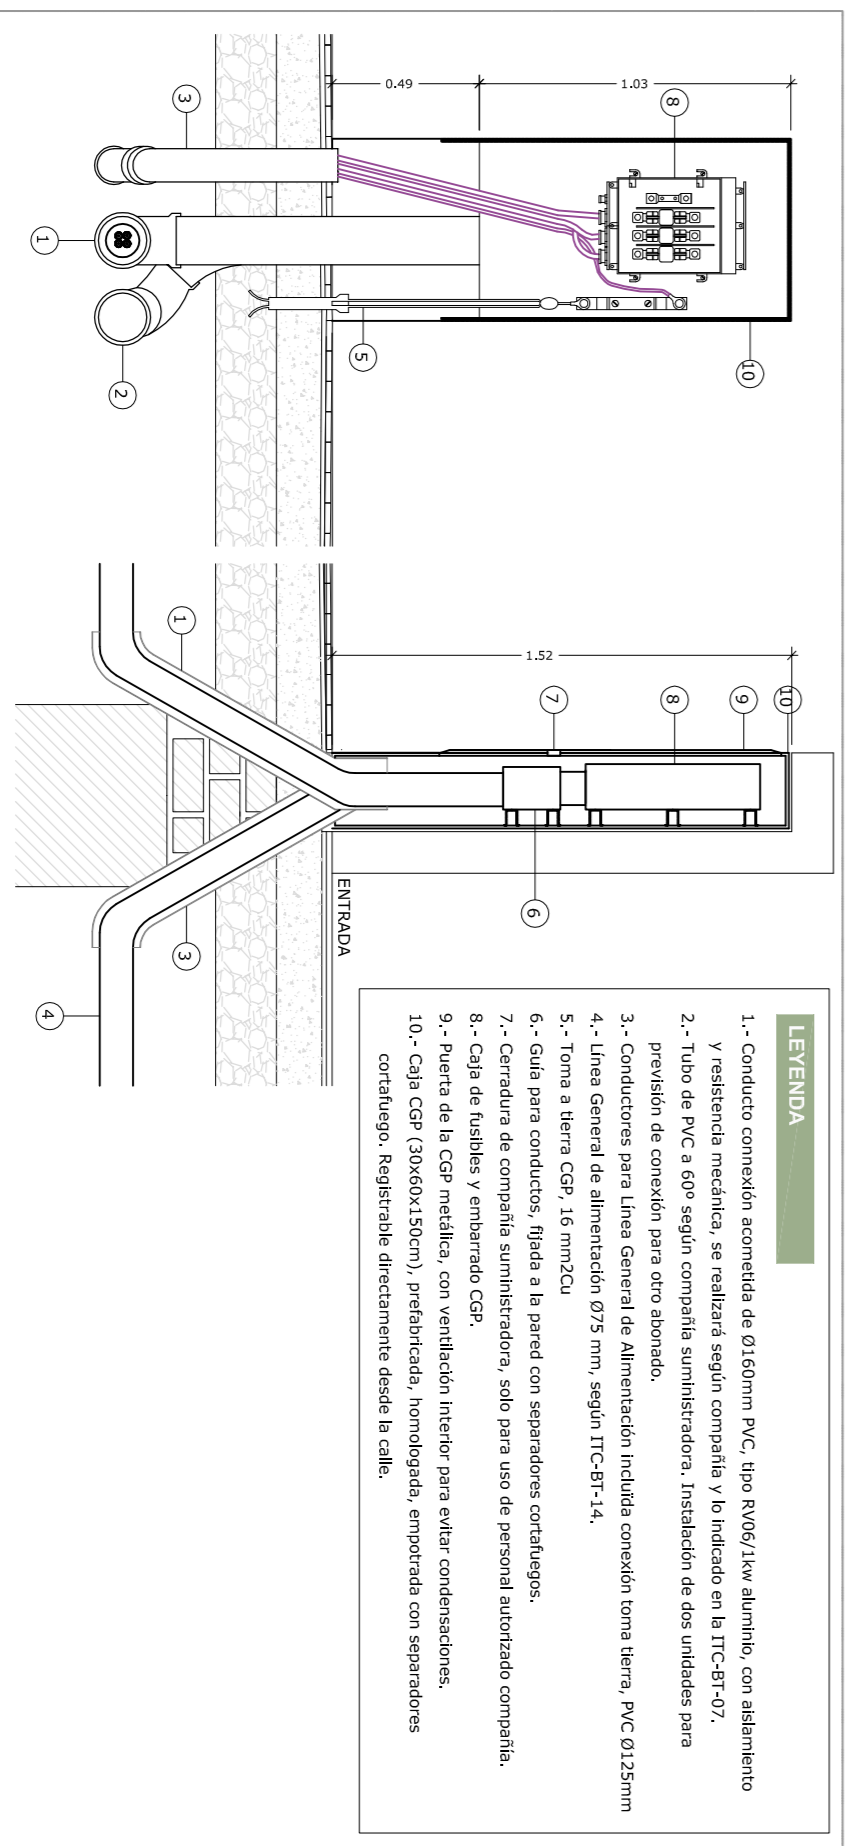 0.49
1.03
3
8
1
5
10
2
1.52
1
7
8
9
10
6
ENTRADA
3
4
LEYENDA
1.- Conducto connexión acometida de Ø160mm PVC, tipo RV06/1kw aluminio, con aislamiento
y resistencia mecánica, se realizará según compañía y lo indicado en la ITC-BT-07.
2.- Tubo de PVC a 60º según compañía suministradora. Instalación de dos unidades para
previsión de conexión para otro abonado.
3.- Conductores para Línea General de Alimentación incluïda conexión toma tierra, PVC Ø125mm
4.- Línea General de alimentación Ø75 mm, según ITC-BT-14.
5.- Toma a tierra CGP, 16 mm2Cu
6.- Guía para conductos, fijada a la pared con separadores cortafuegos.
7.- Cerradura de compañía suministradora, solo para uso de personal autorizado compañía.
8.- Caja de fusibles y embarrado CGP.
9.- Puerta de la CGP metálica, con ventilación interior para evitar condensaciones.
10.- Caja CGP (30x60x150cm), prefabricada, homologada, empotrada con separadores
cortafuego. Registrable directamente desde la calle.